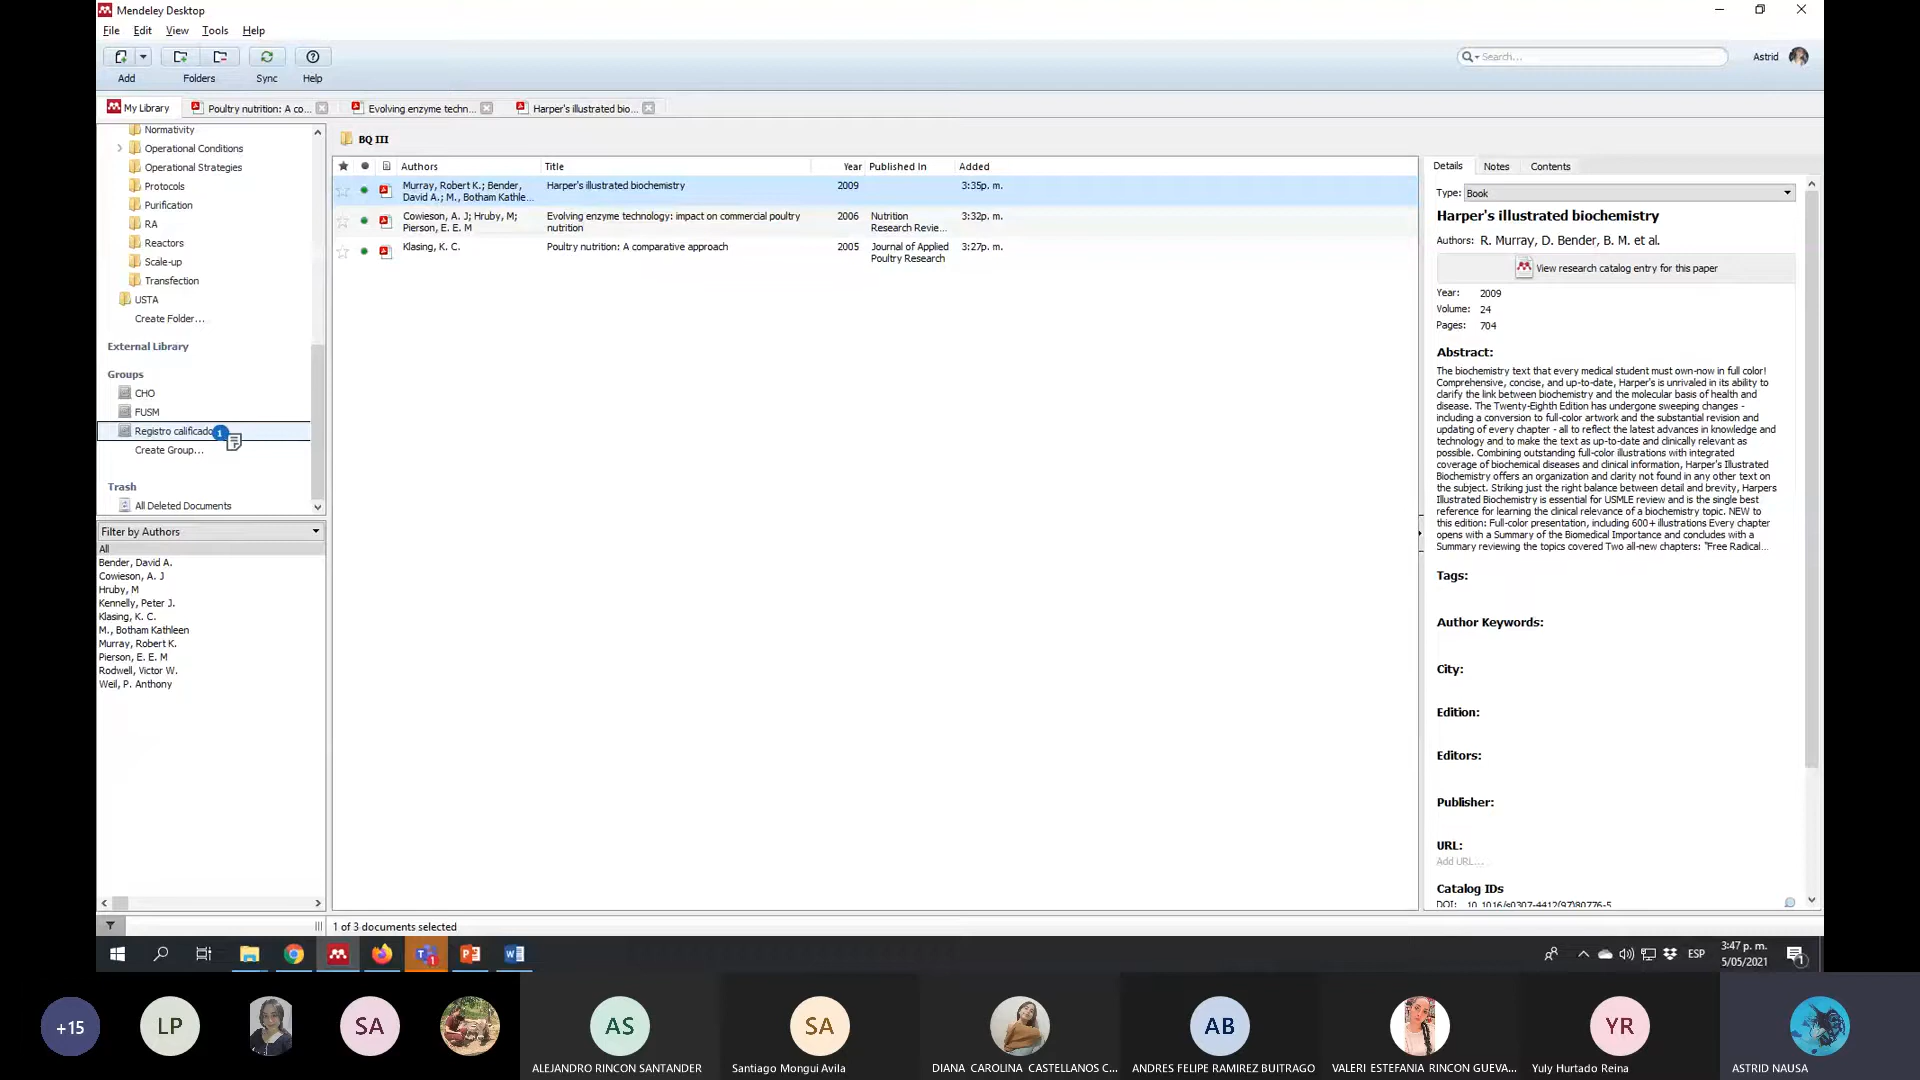 Mendeley Desktop
File Edit View Tools Help
Search...
Astrid
Add Folders Sync Help
My Library
Poultry nutrition: A co...
Evolving enzyme techn...
Harper's illustrated bio...
Normativity
Operational Conditions
Operational Strategies
Protocols
Purification
RA
Reactors
Scale-up
Transfection
USTA
Create Folder...
External Library
Groups
CHO
FUSM
Registro calificado
1
Create Group...
Trash
All Deleted Documents
Filter by Authors
All
Bender, David A.
Cowieson, A. J
Hruby, M
Kennelly, Peter J.
Klasing, K. C.
M., Botham Kathleen
Murray, Robert K.
Pierson, E. E. M
Rodwell, Victor W.
Weil, P. Anthony
BQ III
Authors Title Year Published In Added
Murray, Robert K.; Bender, Harper's illustrated biochemistry 2009 3:35p. m.
David A.; M., Botham Kathle...
Cowieson, A. J; Hruby, M; Evolving enzyme technology: impact on commercial poultry 2006 Nutrition 3:32p. m.
Pierson, E. E. M nutrition Research Revie...
Klasing, K. C. Poultry nutrition: A comparative approach 2005 Journal of Applied 3:27p. m.
Poultry Research
Details Notes Contents
Type: Book
Harper's illustrated biochemistry
Authors: R. Murray, D. Bender, B. M. et al.
View research catalog entry for this paper
Year: 2009
Volume: 24
Pages: 704
Abstract:
The biochemistry text that every medical student must own-now in full color!
Comprehensive, concise, and up-to-date, Harper's is unrivaled in its ability to
clarify the link between biochemistry and the molecular basis of health and
disease. The Twenty-Eighth Edition has undergone sweeping changes -
including a conversion to full-color artwork and the substantial revision and
updating of every chapter - all to reflect the latest advances in knowledge and
technology and to make the text as up-to-date and clinically relevant as
possible. Combining outstanding full-color illustrations with integrated
coverage of biochemical diseases and clinical information, Harper's Illustrated
Biochemistry offers an organization and clarity not found in any other text on
the subject. Striking just the right balance between detail and brevity, Harpers
Illustrated Biochemistry is essential for USMLE review and is the single best
reference for learning the clinical relevance of a biochemistry topic. NEW to
this edition: Full-color presentation, including 600+ illustrations Every chapter
opens with a Summary of the Biomedical Importance and concludes with a
Summary reviewing the topics covered Two all-new chapters: "Free Radical...
Tags:
Author Keywords:
City:
Edition:
Editors:
Publisher:
URL:
Add URL...
Catalog IDs
DOI: 10.1016/s0307-4412(97)80776-5
1 of 3 documents selected
ESP
3:47 p. m.
5/05/2021
1
+15
LP
SA
AS
SA
AB
YR
ALEJANDRO RINCON SANTANDER
Santiago Mongui Avila
DIANA CAROLINA CASTELLANOS C...
ANDRES FELIPE RAMIREZ BUITRAGO
VALERI ESTEFANIA RINCON GUEVA...
Yuly Hurtado Reina
ASTRID NAUSA